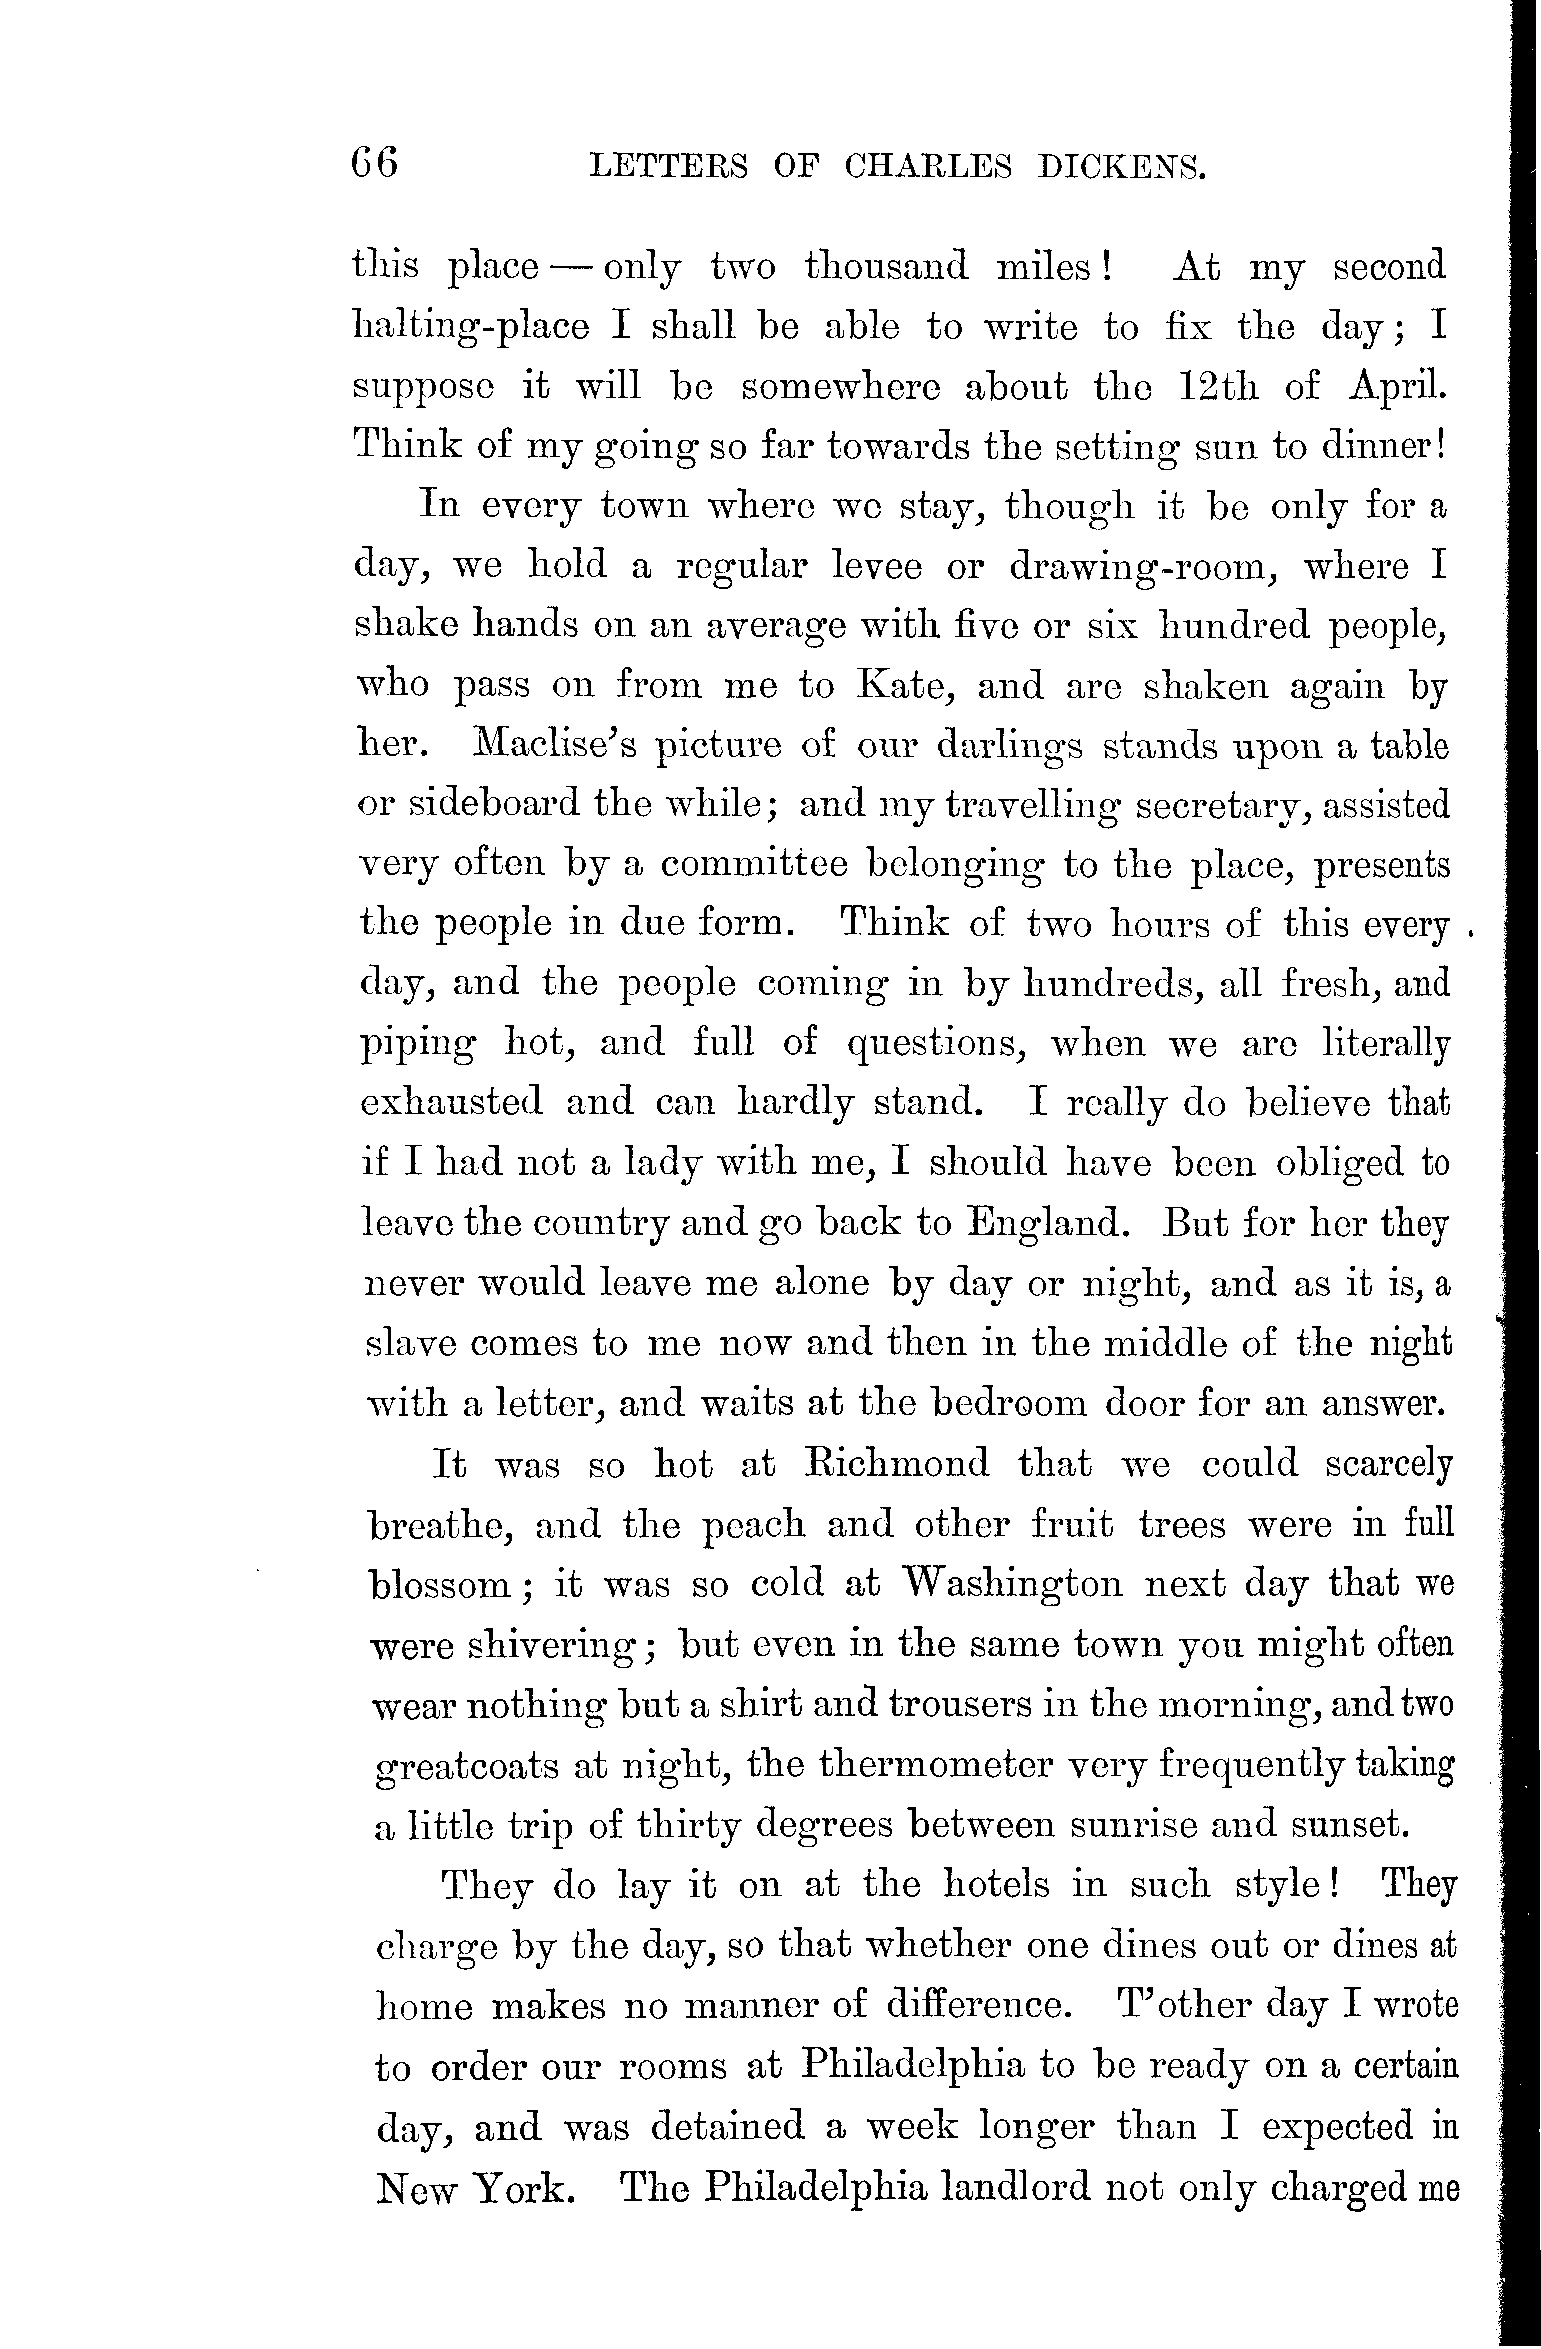 66 LETTERS OF CHARLES DICKENS.
this place — only two thousand miles! At my second
halting-place I shall be able to write to fix the day; I
suppose it will be somewhere about the 12th of April.
Think of my going so far towards the setting sun to dinner!
In every town where we stay, though it be only for a
day, we hold a regular levee or drawing-room, where I
shake hands on an average with five or six hundred people,
who pass on from me to Kate, and are shaken again by
her. Maclise's picture of our darlings stands upon a table
or sideboard the while; and my travelling secretary, assisted
very often by a committee belonging to the place, presents
the people in due form. Think of two hours of this every
day, and the people coming in by hundreds, all fresh, and
piping hot, and full of questions, when we are literally
exhausted and can hardly stand. I really do believe that
if I had not a lady with me, I should have been obliged to
leave the country and go back to England. But for her they
never would leave me alone by day or night, and as it is, a
slave comes to me now and then in the middle of the night
with a letter, and waits at the bedroom door for an answer.
It was so hot at Richmond that we could scarcely
breathe, and the peach and other fruit trees were in full
blossom; it was so cold at Washington next day that we
were shivering; but even in the same town you might often
wear nothing but a shirt and trousers in the morning, and two
greatcoats at night, the thermometer very frequently taking
a little trip of thirty degrees between sunrise and sunset.
They do lay it on at the hotels in such style! They
charge by the day, so that whether one dines out or dines at
home makes no manner of difference. T'other day I wrote
to order our rooms at Philadelphia to be ready on a certain
day, and was detained a week longer than I expected in
New York. The Philadelphia landlord not only charged me